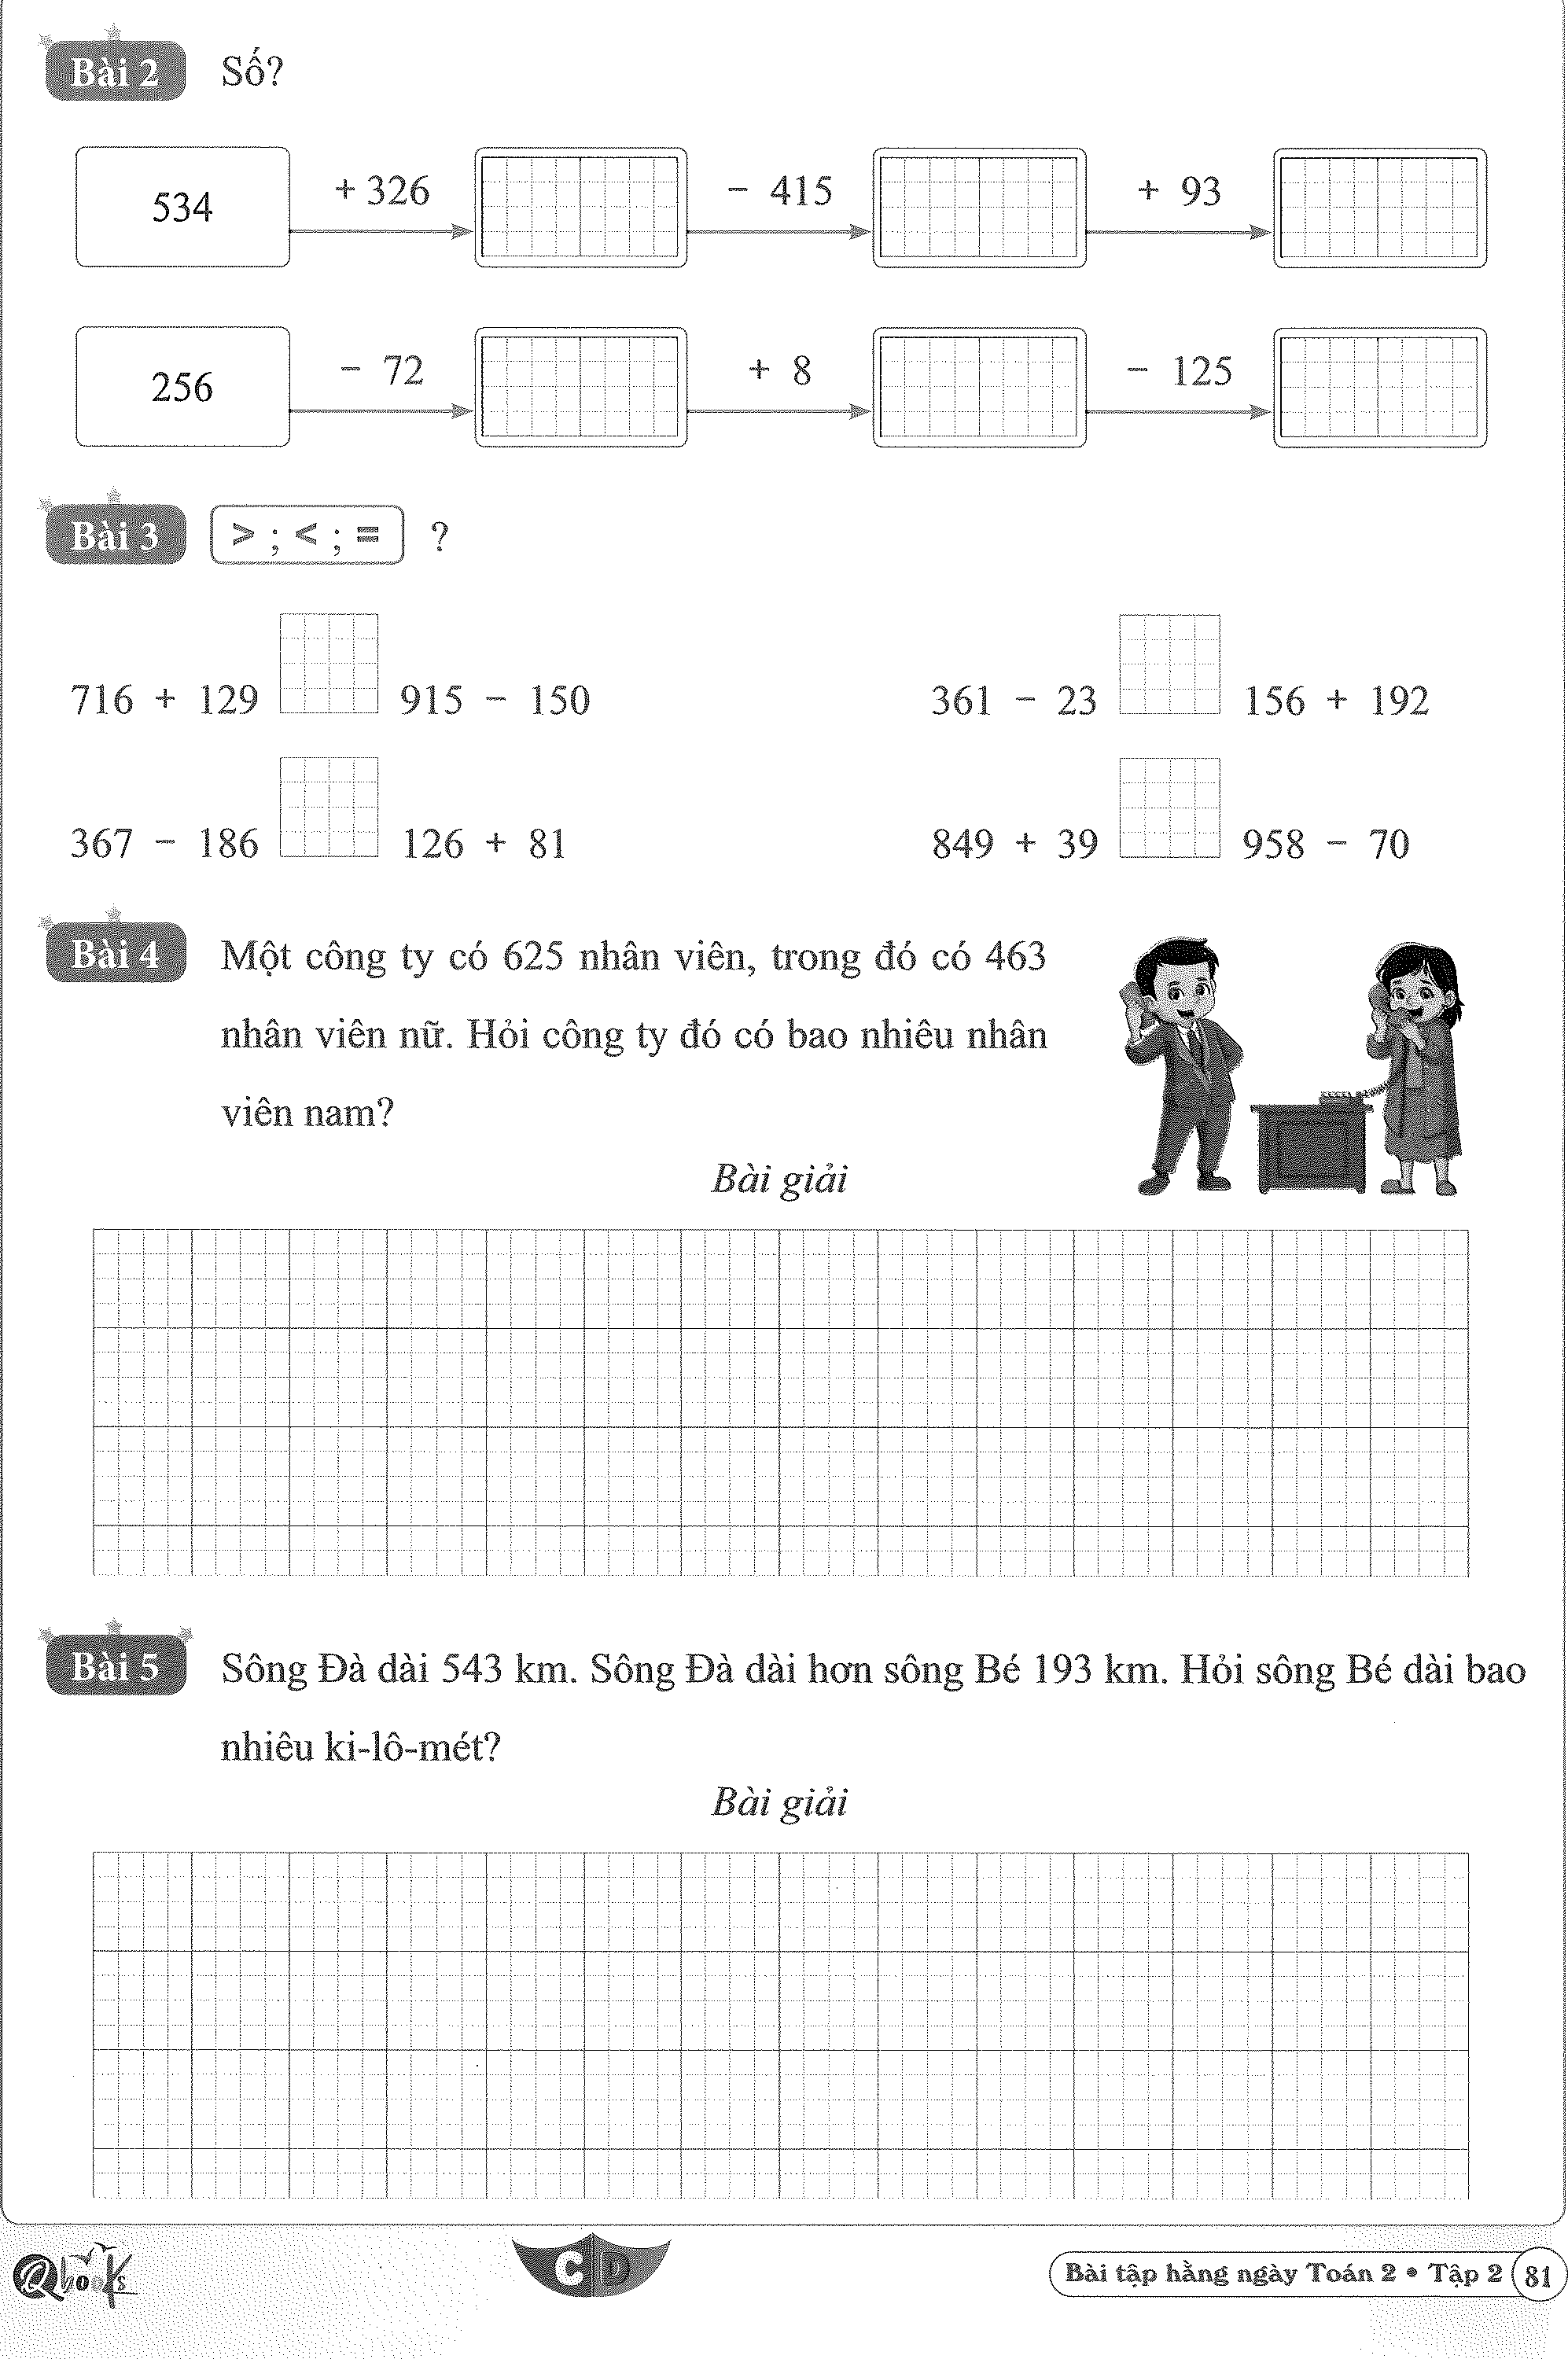 Bài 2 Số?
534 + 326 − 415 + 93
256 − 72 + 8 − 125
Bài 3 > ; < ; = ?
716 + 129 915 − 150 361 − 23 156 + 192
367 − 186 126 + 81 849 + 39 958 − 70
Bài 4 Một công ty có 625 nhân viên, trong đó có 463
nhân viên nữ. Hỏi công ty đó có bao nhiêu nhân
viên nam?
Bài giải
Bài 5 Sông Đà dài 543 km. Sông Đà dài hơn sông Bé 193 km. Hỏi sông Bé dài bao
nhiêu ki-lô-mét?
Bài giải
Qbooks CD Bài tập hằng ngày Toán 2 • Tập 2 81